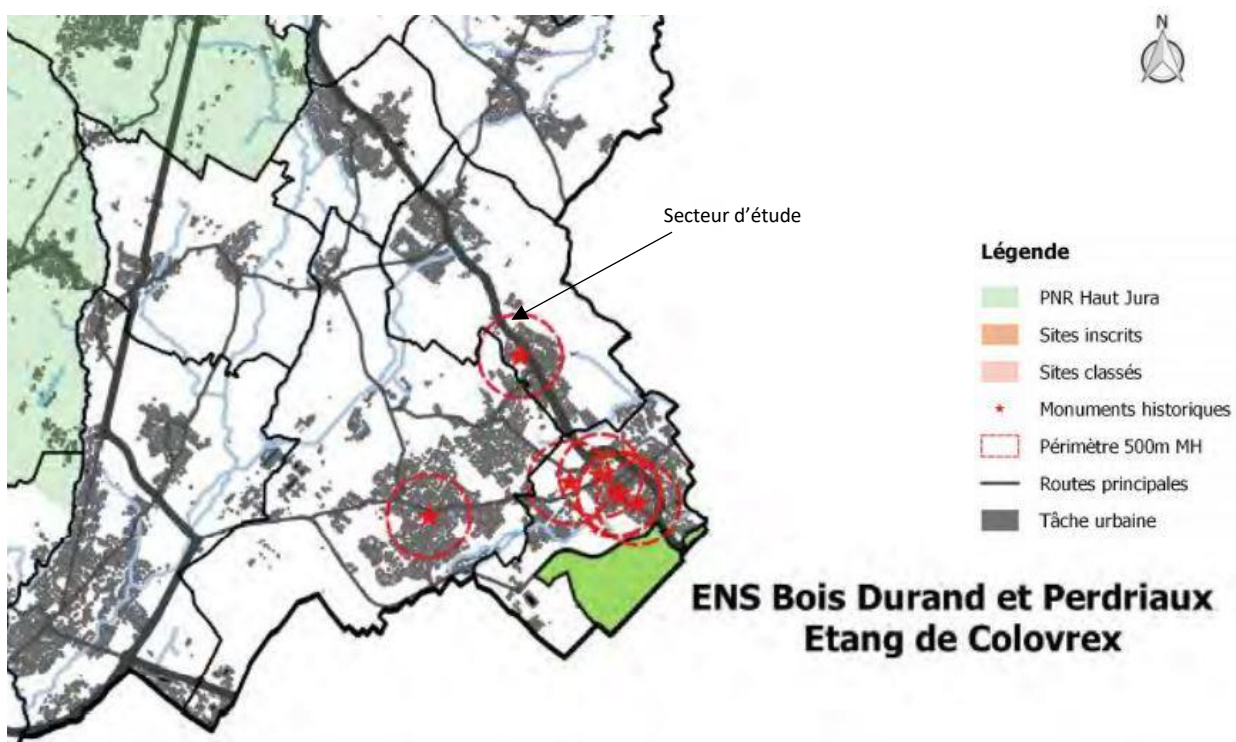 N
Secteur d’étude
Légende
PNR Haut Jura
Sites inscrits
Sites classés
Monuments historiques
Périmètre 500m MH
Routes principales
Tâche urbaine
ENS Bois Durand et Perdriaux
Etang de Colovrex